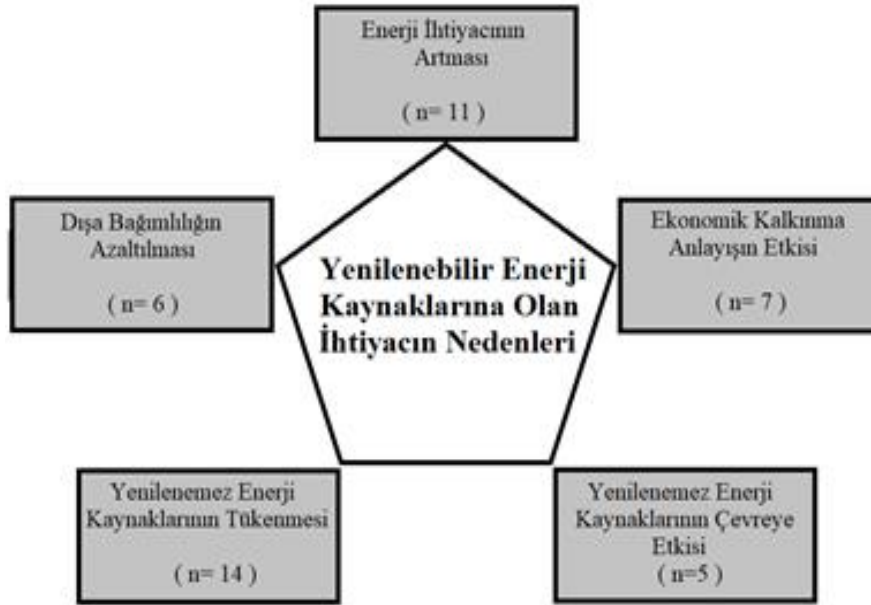 Enerji İhtiyacının
Artması
( n= 11 )
Dışa Bağımlılığın
Azaltılması
( n= 6 )
Ekonomik Kalkınma
Anlayışın Etkisi
( n= 7 )
Yenilenebilir Enerji
Kaynaklarına Olan
İhtiyacın Nedenleri
Yenilenemez Enerji
Kaynaklarının Tükenmesi
( n= 14 )
Yenilenemez Enerji
Kaynaklarının Çevreye
Etkisi
( n=5 )